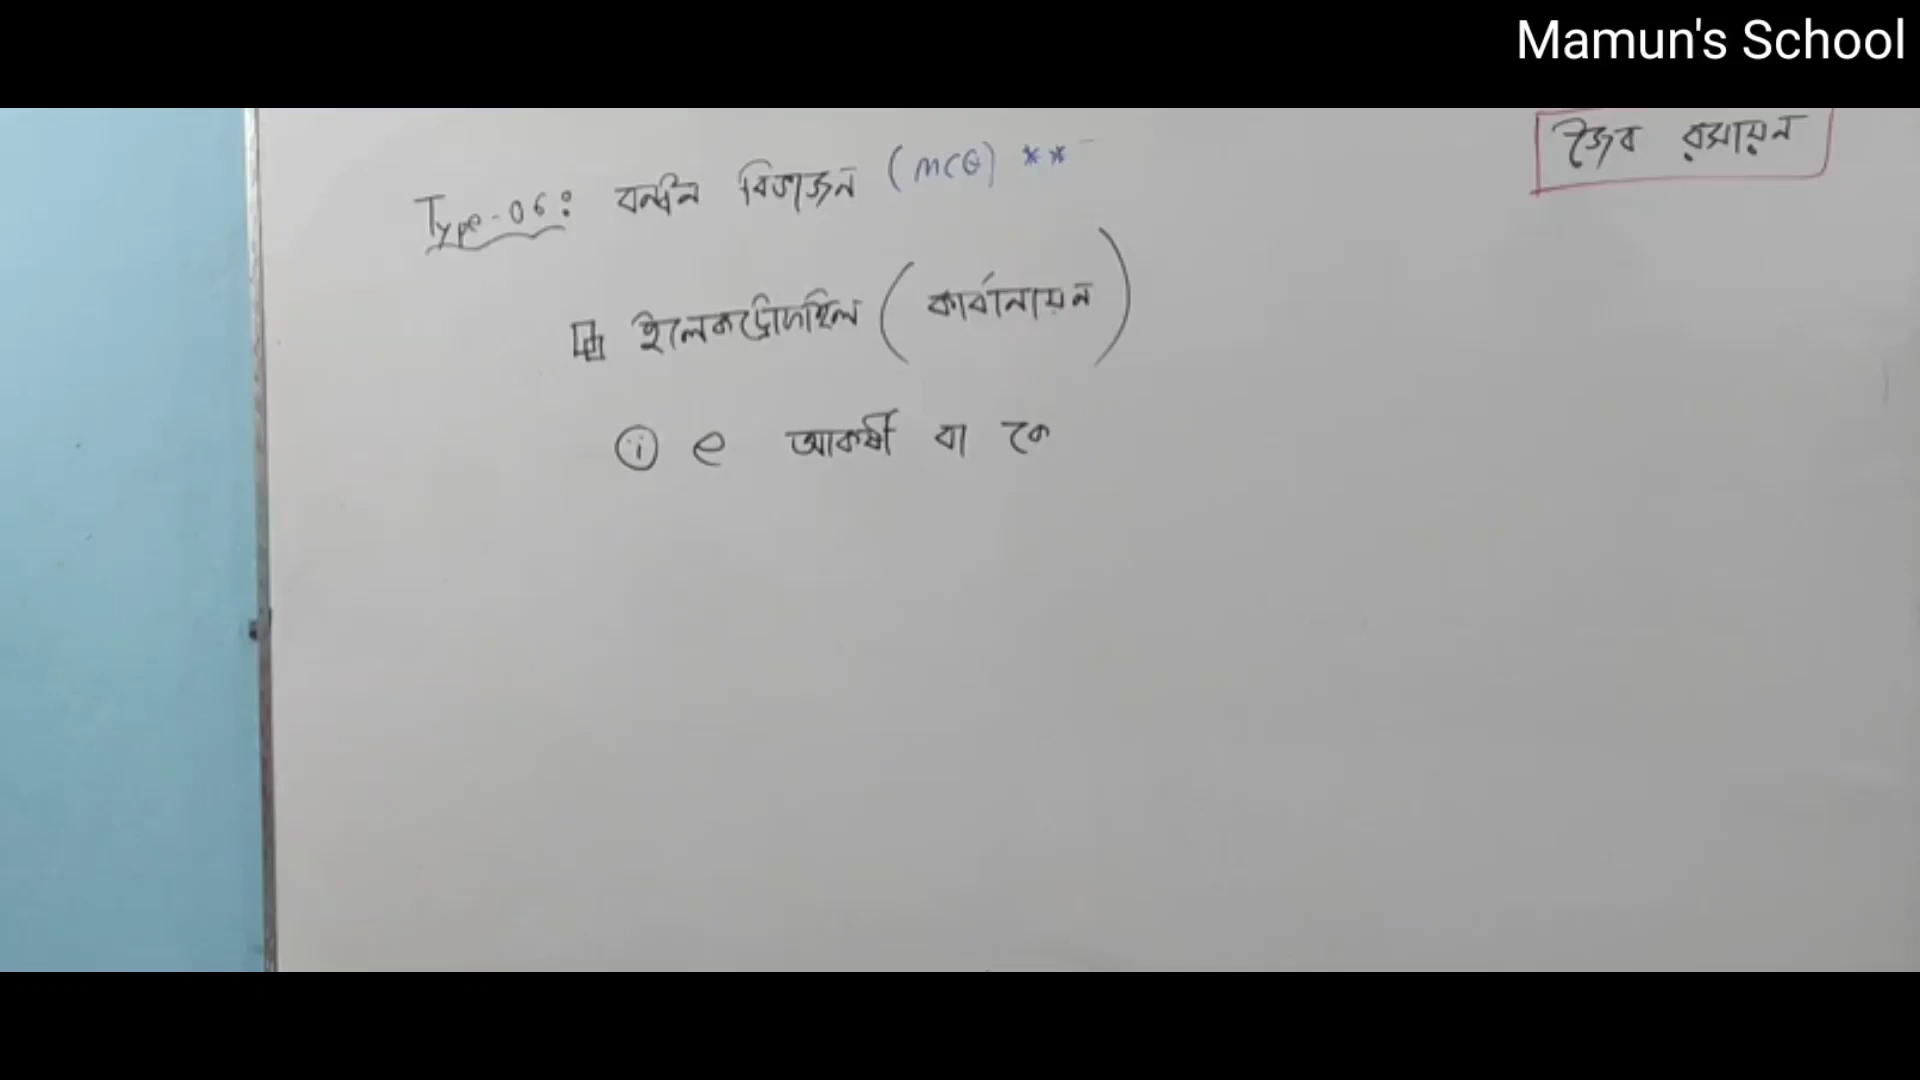 Mamun's School
জৈব রসায়ন
Type-06: বন্ধন বিভাজন (MCQ) **
ইলেকট্রোফাইল (কার্বানায়ন)
i e আকর্ষী বা কে